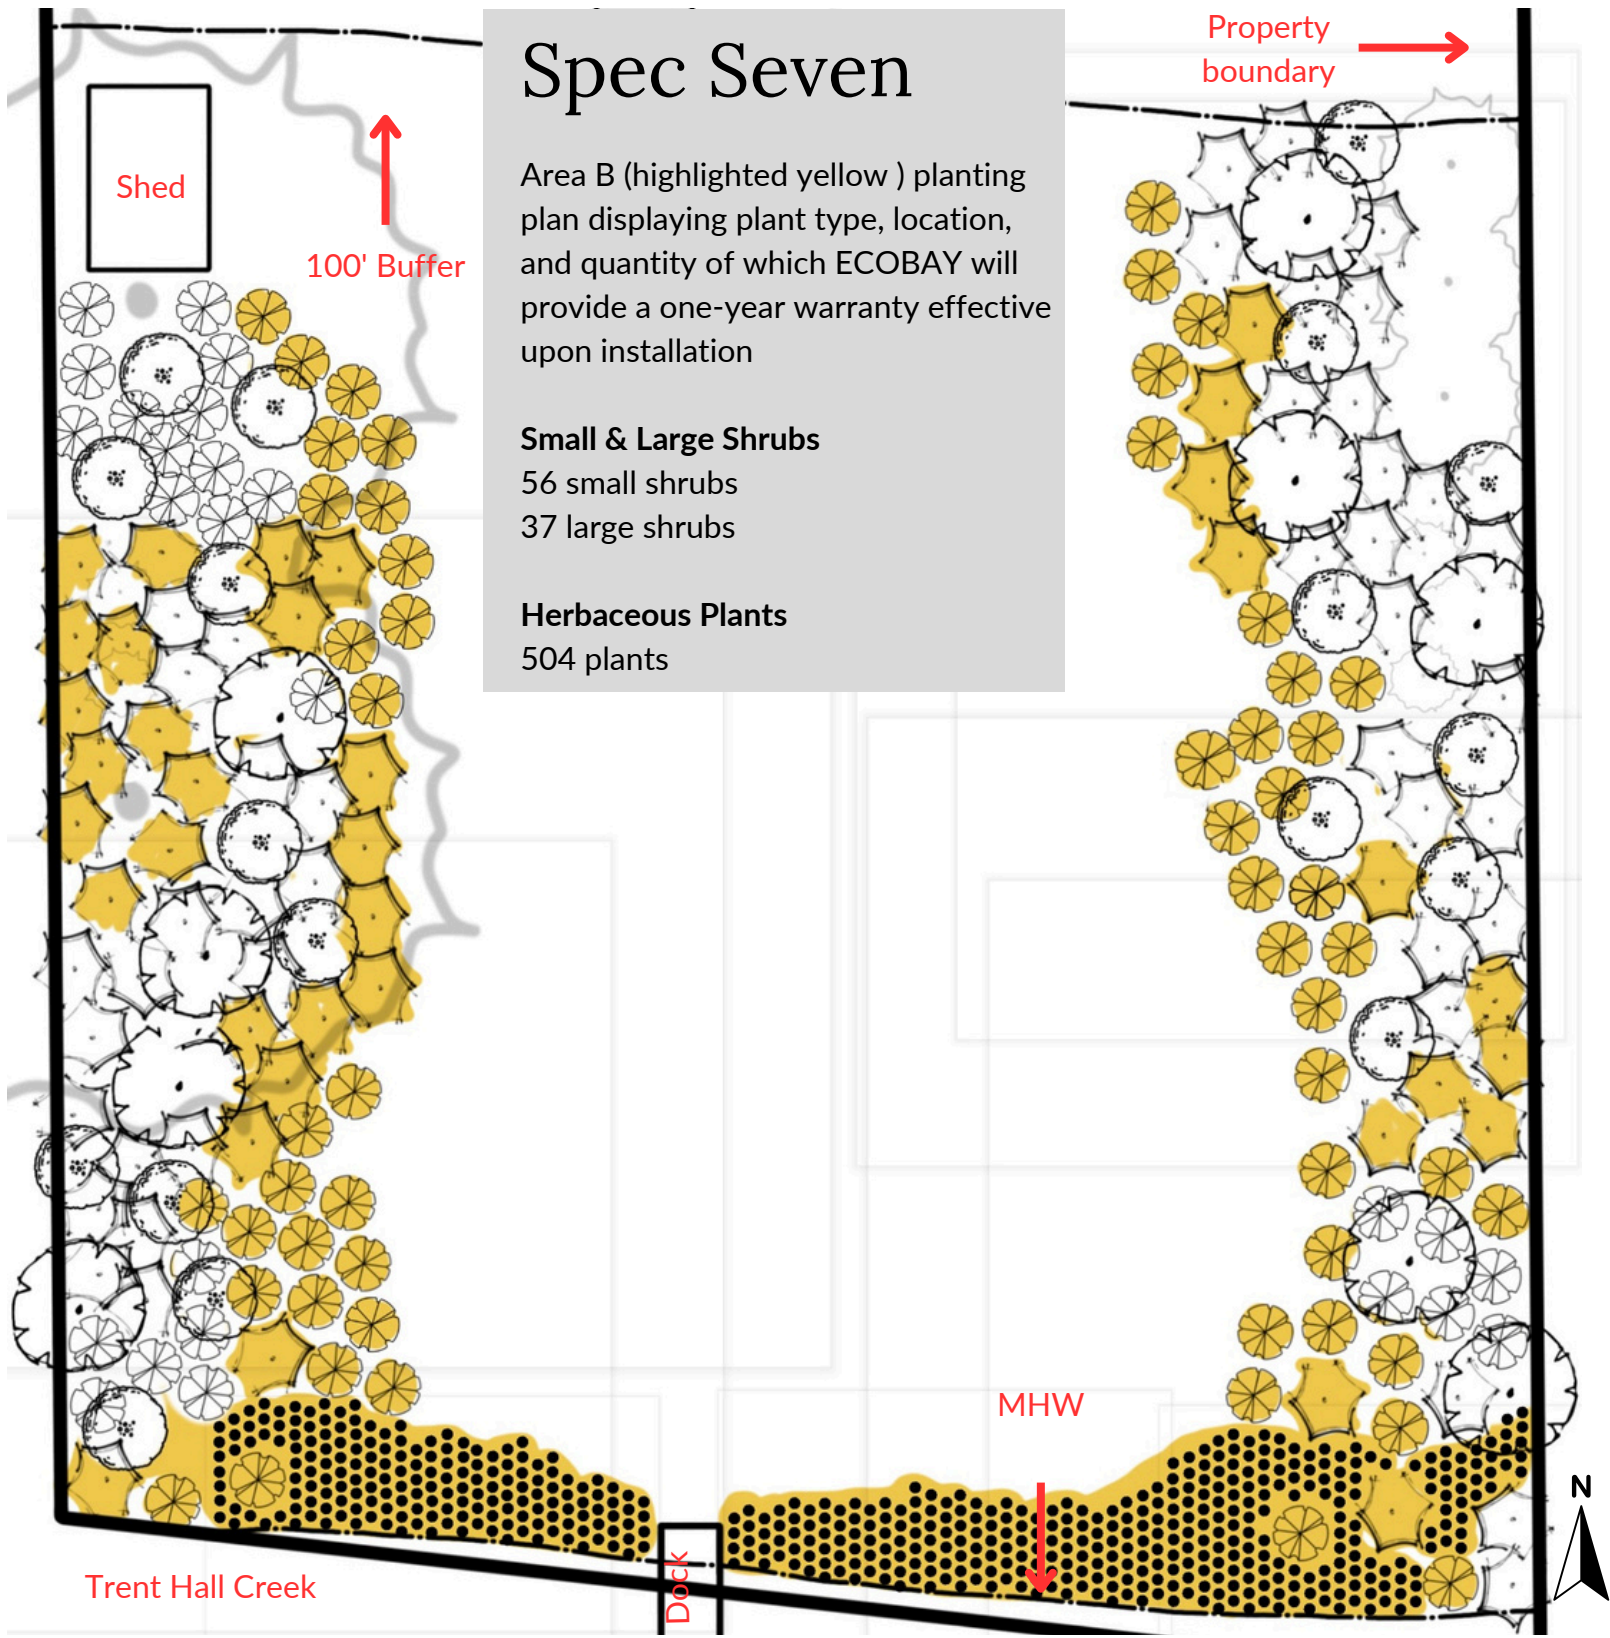 Property
boundary
Spec Seven
Shed
100' Buffer
Area B (highlighted yellow ) planting
plan displaying plant type, location,
and quantity of which ECOBAY will
provide a one-year warranty effective
upon installation
Small & Large Shrubs
56 small shrubs
37 large shrubs
Herbaceous Plants
504 plants
MHW
N
Trent Hall Creek
Dock